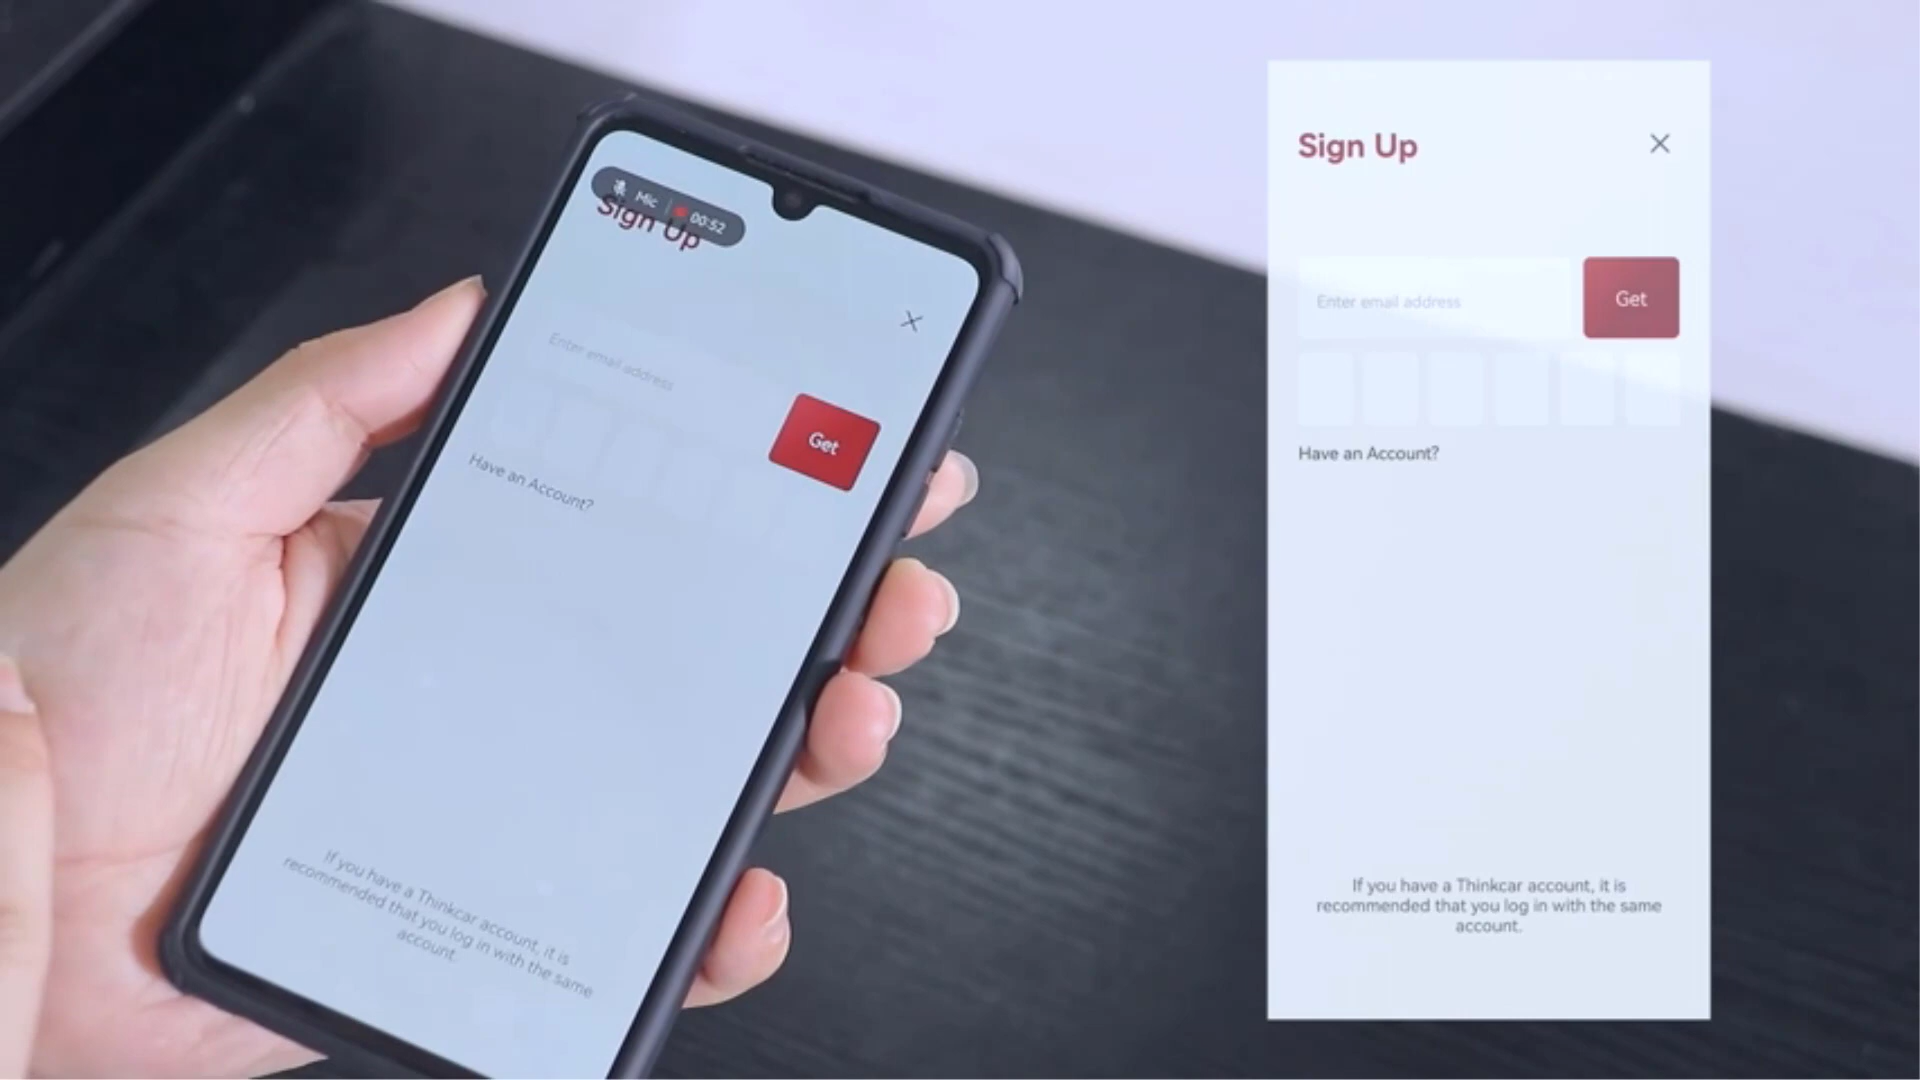 Mic 00:52
Sign Up
Enter email address
Get
Have an Account?
If you have a Thinkcar account, it is
recommended that you log in with the same
account.
Sign Up
Enter email address
Get
Have an Account?
If you have a Thinkcar account, it is
recommended that you log in with the same
account.